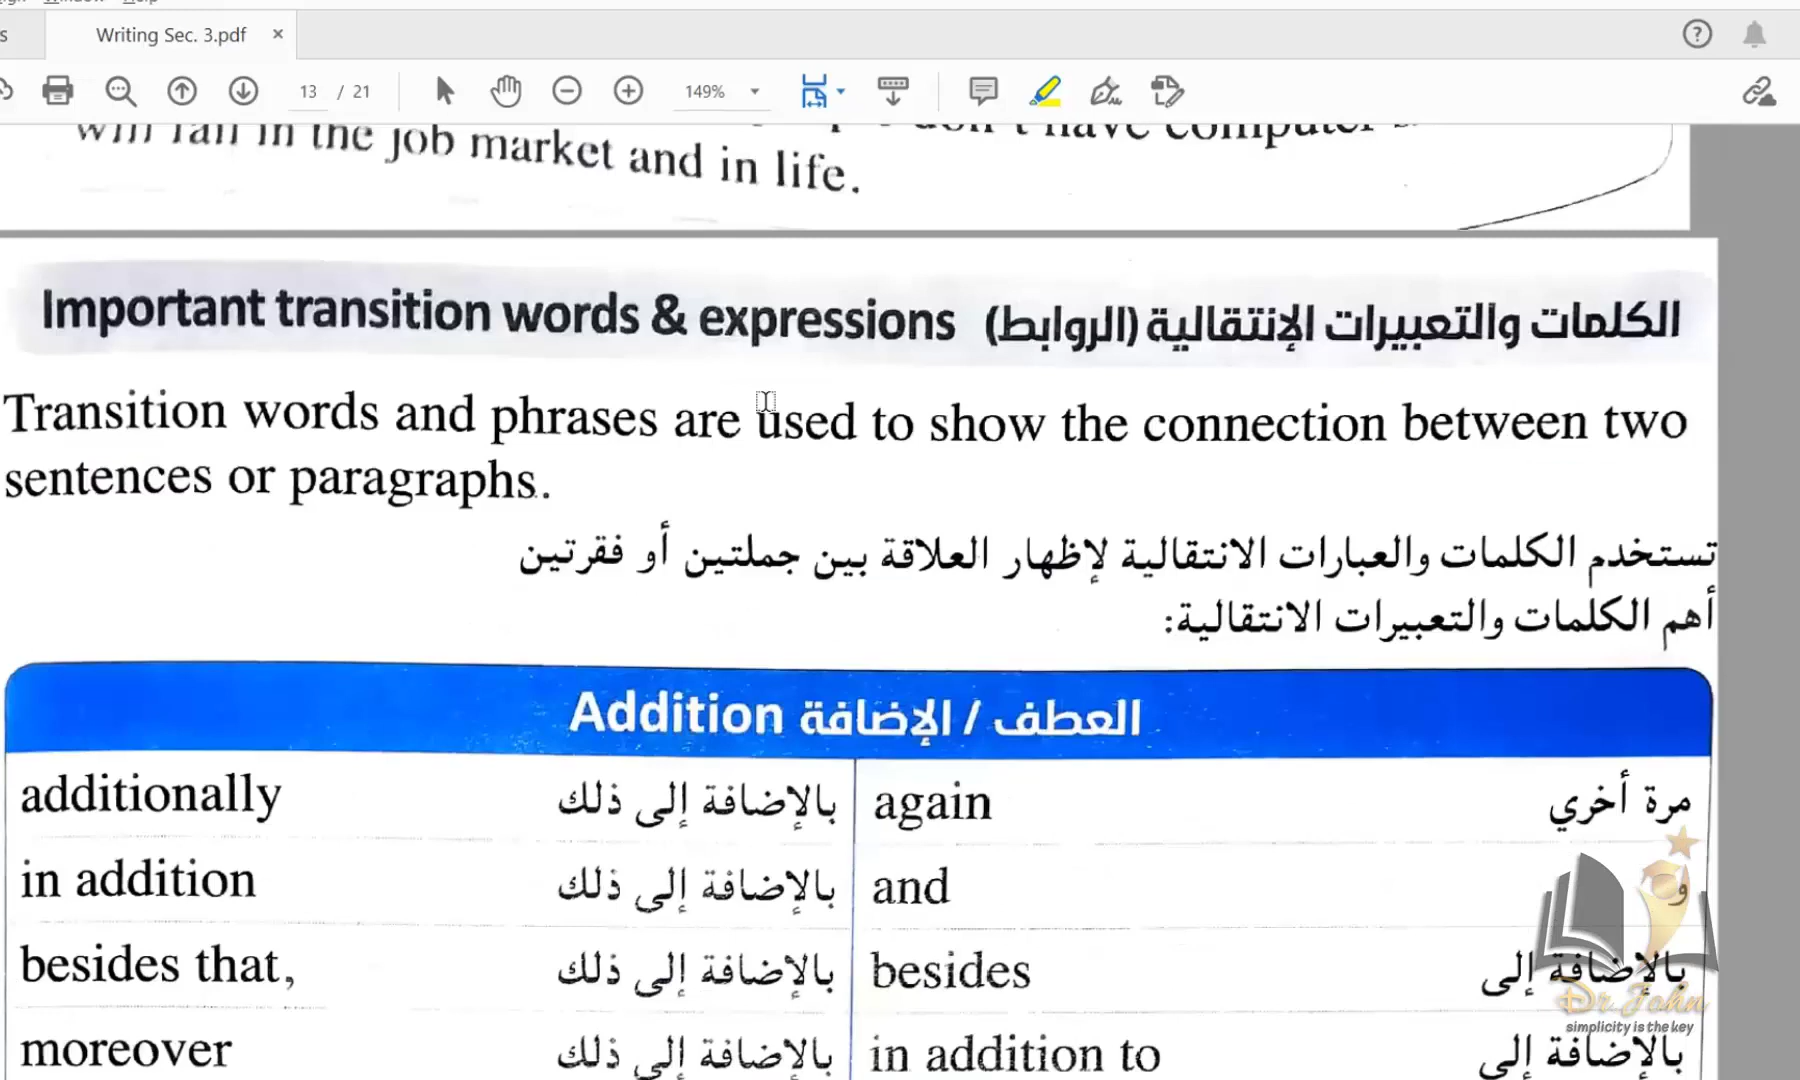 Writing Sec. 3.pdf
13 / 21
149%
will fail in the job market and in life.
Important transition words & expressions الكلمات والتعبيرات الإنتقالية (الروابط)
Transition words and phrases are used to show the connection between two
sentences or paragraphs.
تستخدم الكلمات والعبارات الانتقالية لإظهار العلاقة بين جملتين أو فقرتين
أهم الكلمات والتعبيرات الانتقالية:
Addition العطف / الإضافة
additionally بالإضافة إلى ذلك again مرة أخري
in addition بالإضافة إلى ذلك and و
besides that, بالإضافة إلى ذلك besides بالإضافة إلى
moreover بالإضافة إلى ذلك in addition to بالإضافة إلى
Dr John
simplicity is the key